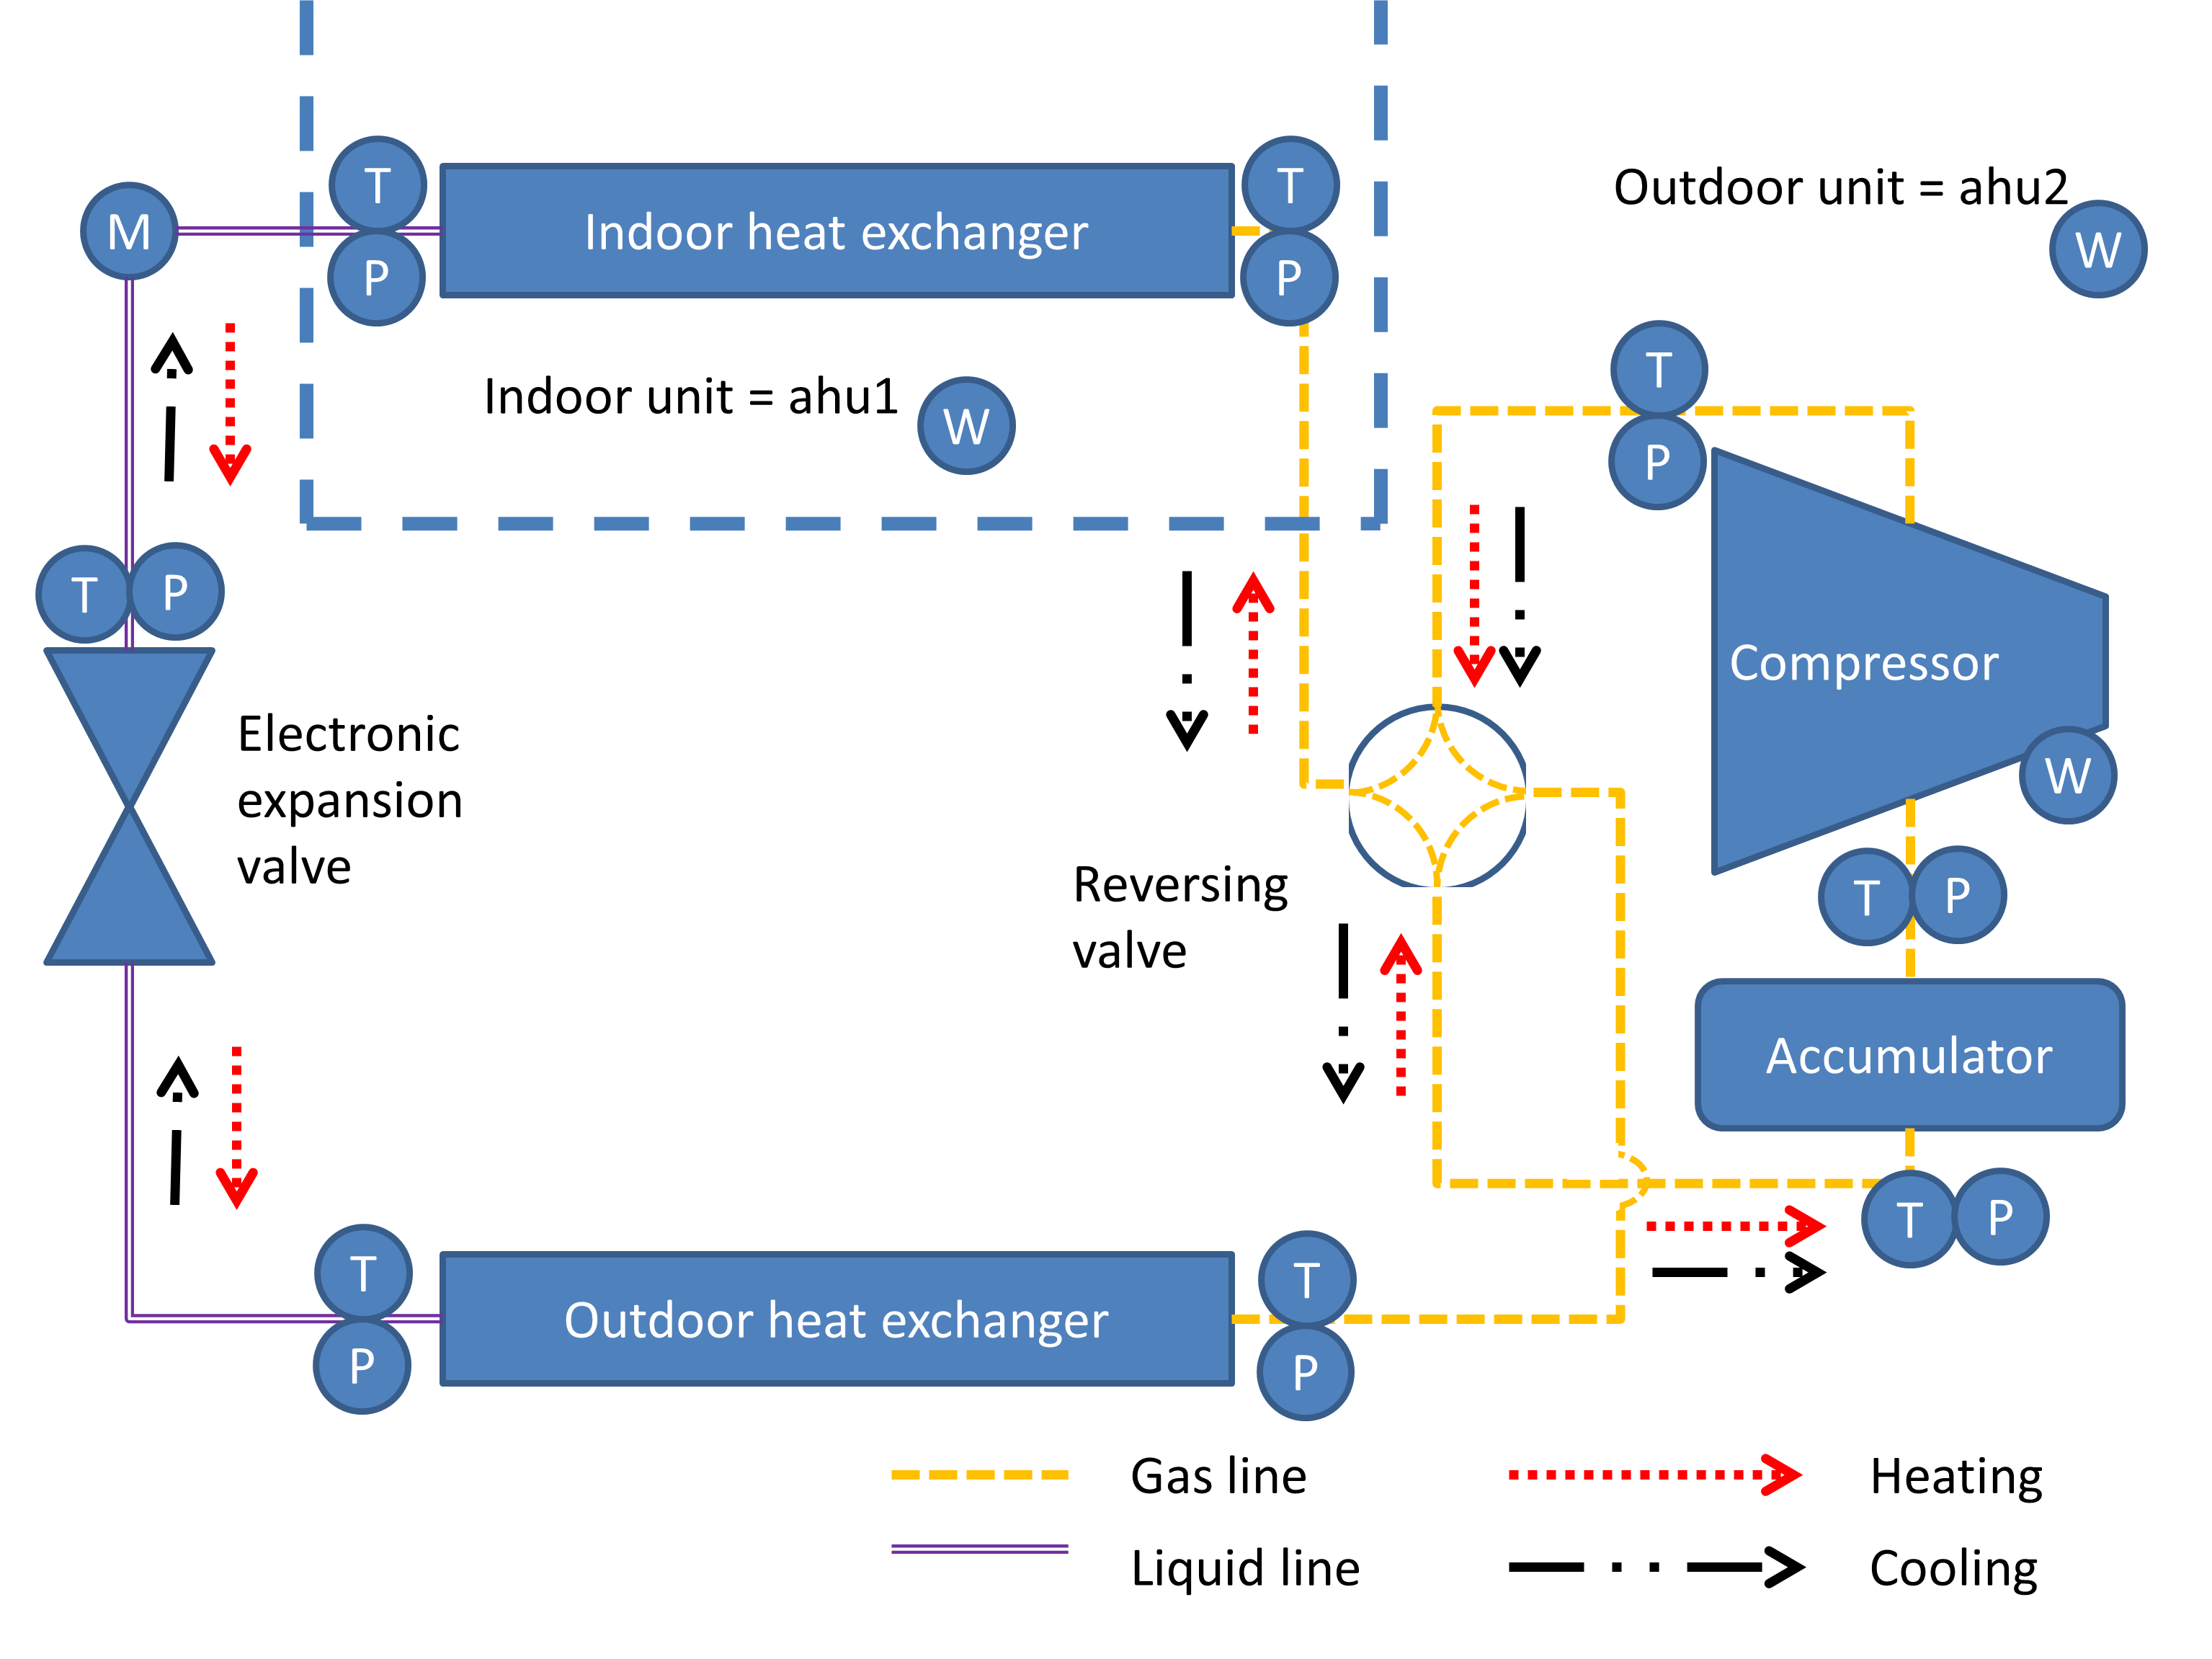 T
T
Outdoor unit = ahu2
M
Indoor heat exchanger
W
P
P
T
Indoor unit = ahu1
W
P
T
P
Compressor
Electronic
expansion
valve
W
Reversing
valve
T
P
Accumulator
T
P
T
T
Outdoor heat exchanger
P
P
Gas line
Heating
Liquid line
Cooling